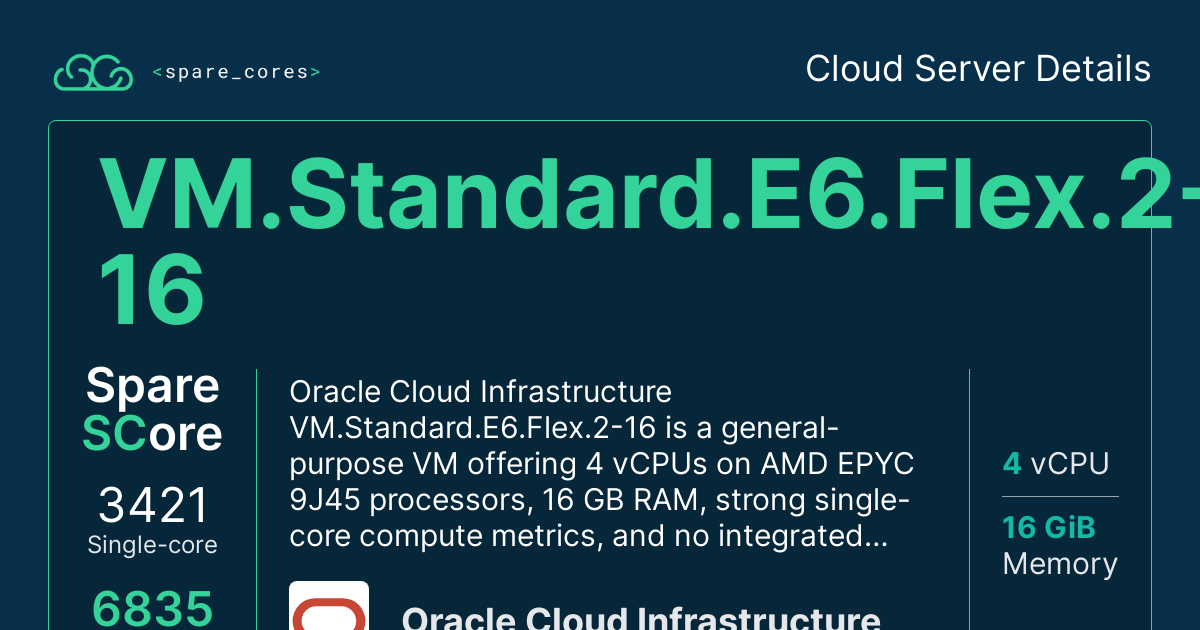 <spare_cores>
Cloud Server Details
VM.Standard.E6.Flex.2-
16
Spare
SCore
3421
Single-core
6835
Oracle Cloud Infrastructure
VM.Standard.E6.Flex.2-16 is a general-
purpose VM offering 4 vCPUs on AMD EPYC
9J45 processors, 16 GB RAM, strong single-
core compute metrics, and no integrated...
Oracle Cloud Infrastructure
4 vCPU
16 GiB
Memory